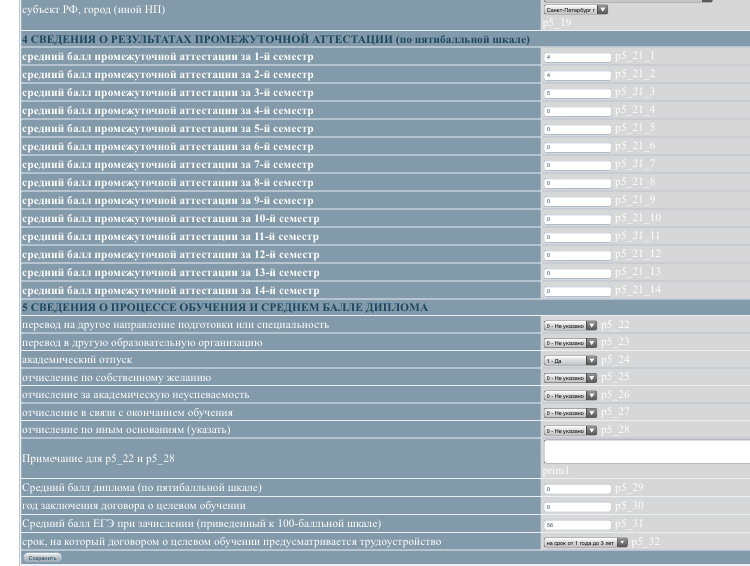 субъект РФ, город (иной НП)
Санкт-Петербург г
p5_19
4 СВЕДЕНИЯ О РЕЗУЛЬТАТАХ ПРОМЕЖУТОЧНОЙ АТТЕСТАЦИИ (по пятибалльной шкале)
средний балл промежуточной аттестации за 1-й семестр 4 p5_21_1
средний балл промежуточной аттестации за 2-й семестр 4 p5_21_2
средний балл промежуточной аттестации за 3-й семестр 5 p5_21_3
средний балл промежуточной аттестации за 4-й семестр 0 p5_21_4
средний балл промежуточной аттестации за 5-й семестр 0 p5_21_5
средний балл промежуточной аттестации за 6-й семестр 0 p5_21_6
средний балл промежуточной аттестации за 7-й семестр 0 p5_21_7
средний балл промежуточной аттестации за 8-й семестр 0 p5_21_8
средний балл промежуточной аттестации за 9-й семестр 0 p5_21_9
средний балл промежуточной аттестации за 10-й семестр 0 p5_21_10
средний балл промежуточной аттестации за 11-й семестр 0 p5_21_11
средний балл промежуточной аттестации за 12-й семестр 0 p5_21_12
средний балл промежуточной аттестации за 13-й семестр 0 p5_21_13
средний балл промежуточной аттестации за 14-й семестр 0 p5_21_14
5 СВЕДЕНИЯ О ПРОЦЕССЕ ОБУЧЕНИЯ И СРЕДНЕМ БАЛЛЕ ДИПЛОМА
перевод на другое направление подготовки или специальность 0 - Не указано p5_22
перевод в другую образовательную организацию 0 - Не указано p5_23
академический отпуск 1 - Да p5_24
отчисление по собственному желанию 0 - Не указано p5_25
отчисление за академическую неуспеваемость 0 - Не указано p5_26
отчисление в связи с окончанием обучения 0 - Не указано p5_27
отчисление по иным основаниям (указать) 0 - Не указано p5_28
Примечание для p5_22 и p5_28
prim1
Средний балл диплома (по пятибалльной шкале) 0 p5_29
год заключения договора о целевом обучении 0 p5_30
Средний балл ЕГЭ при зачислении (приведенный к 100-балльной шкале) 56 p5_31
срок, на который договором о целевом обучении предусматривается трудоустройство на срок от 1 года до 3 лет p5_32
Сохранить